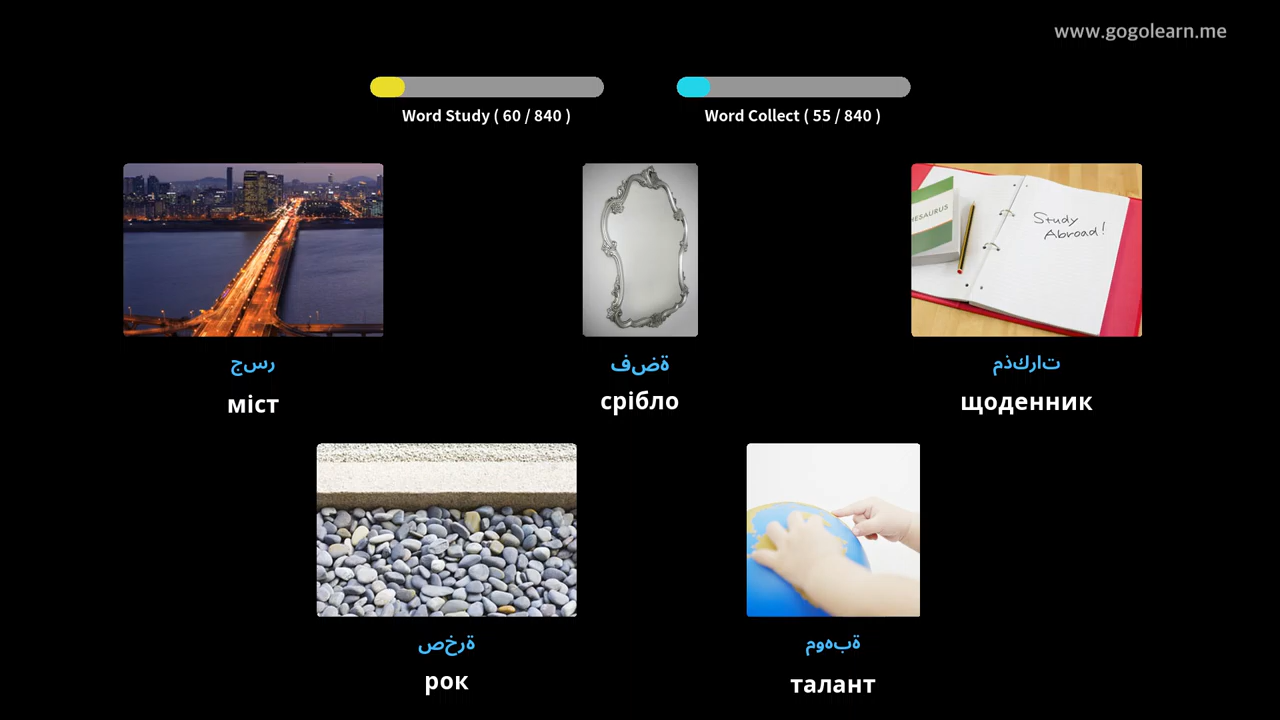 www.gogolearn.me
Word Study ( 60 / 840 )
Word Collect ( 55 / 840 )
HESAURUS
Study
Abroad!
رسج
ةضف
تاركذم
міст
срібло
щоденник
ةرخص
ةبهوم
рок
талант